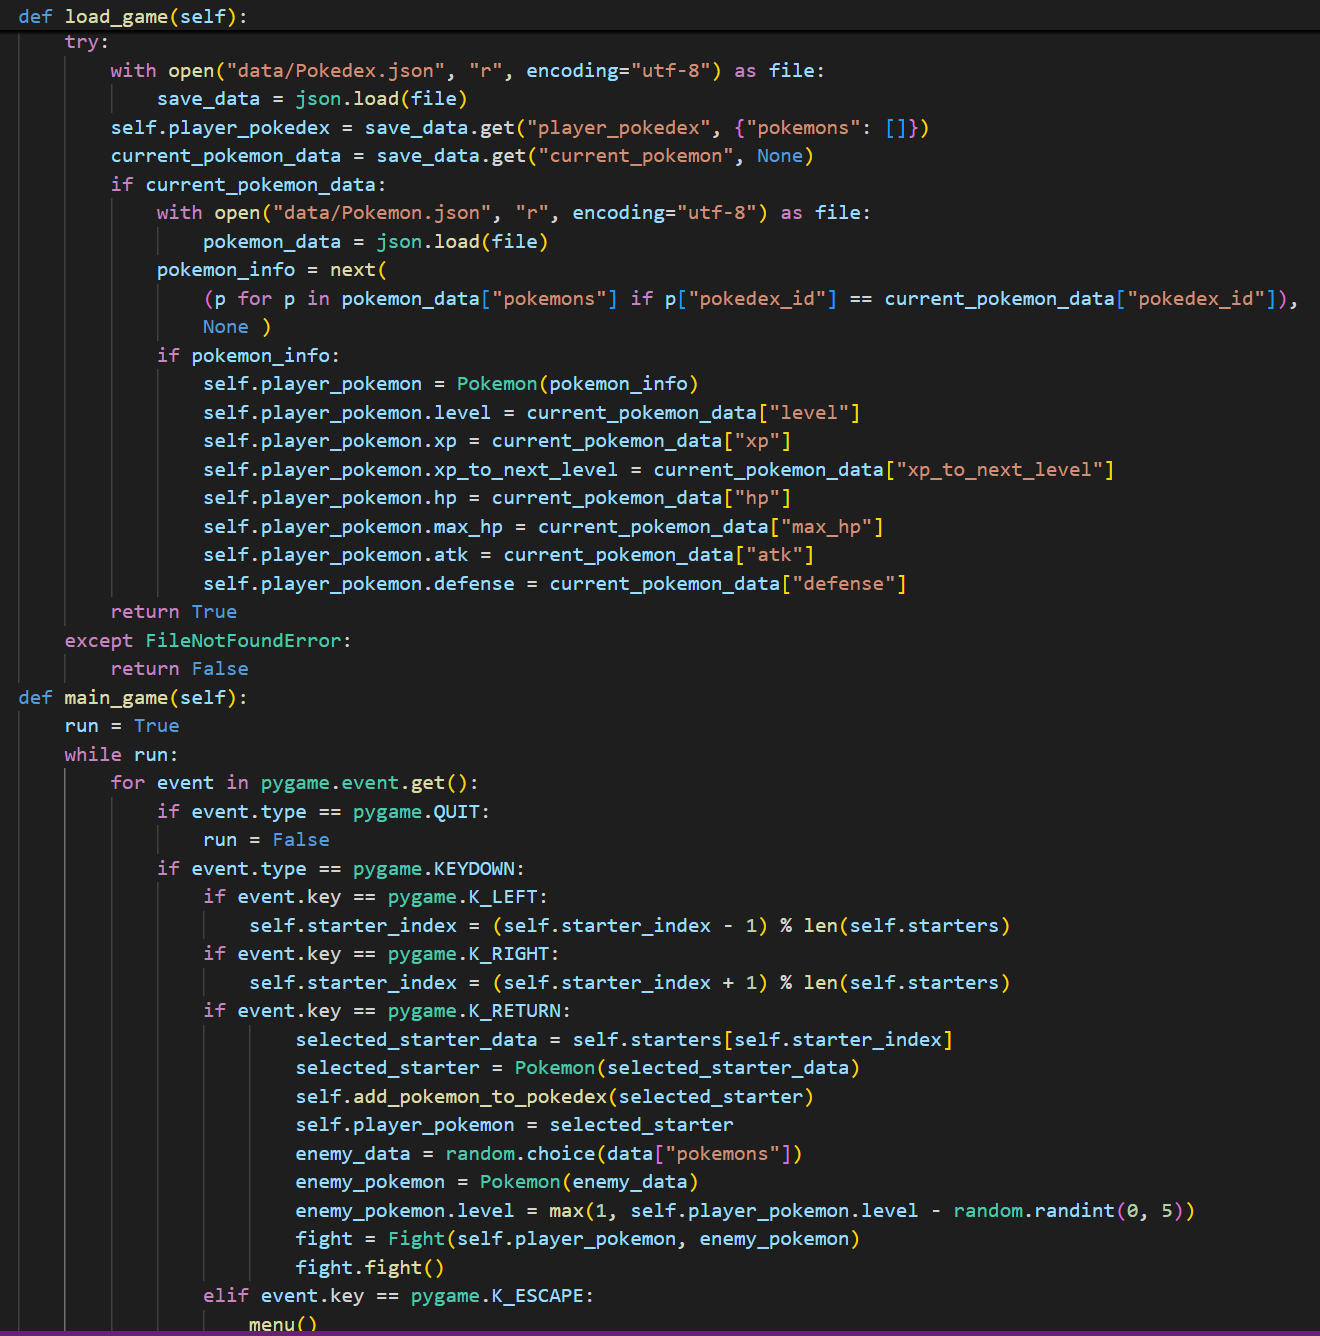 def load_game(self):
    try:
        with open("data/Pokedex.json", "r", encoding="utf-8") as file:
            save_data = json.load(file)
        self.player_pokedex = save_data.get("player_pokedex", {"pokemons": []})
        current_pokemon_data = save_data.get("current_pokemon", None)
        if current_pokemon_data:
            with open("data/Pokemon.json", "r", encoding="utf-8") as file:
                pokemon_data = json.load(file)
            pokemon_info = next(
                (p for p in pokemon_data["pokemons"] if p["pokedex_id"] == current_pokemon_data["pokedex_id"]),
                None )
            if pokemon_info:
                self.player_pokemon = Pokemon(pokemon_info)
                self.player_pokemon.level = current_pokemon_data["level"]
                self.player_pokemon.xp = current_pokemon_data["xp"]
                self.player_pokemon.xp_to_next_level = current_pokemon_data["xp_to_next_level"]
                self.player_pokemon.hp = current_pokemon_data["hp"]
                self.player_pokemon.max_hp = current_pokemon_data["max_hp"]
                self.player_pokemon.atk = current_pokemon_data["atk"]
                self.player_pokemon.defense = current_pokemon_data["defense"]
        return True
    except FileNotFoundError:
        return False
def main_game(self):
    run = True
    while run:
        for event in pygame.event.get():
            if event.type == pygame.QUIT:
                run = False
            if event.type == pygame.KEYDOWN:
                if event.key == pygame.K_LEFT:
                    self.starter_index = (self.starter_index - 1) % len(self.starters)
                if event.key == pygame.K_RIGHT:
                    self.starter_index = (self.starter_index + 1) % len(self.starters)
                if event.key == pygame.K_RETURN:
                        selected_starter_data = self.starters[self.starter_index]
                        selected_starter = Pokemon(selected_starter_data)
                        self.add_pokemon_to_pokedex(selected_starter)
                        self.player_pokemon = selected_starter
                        enemy_data = random.choice(data["pokemons"])
                        enemy_pokemon = Pokemon(enemy_data)
                        enemy_pokemon.level = max(1, self.player_pokemon.level - random.randint(0, 5))
                        fight = Fight(self.player_pokemon, enemy_pokemon)
                        fight.fight()
                elif event.key == pygame.K_ESCAPE:
                    menu()